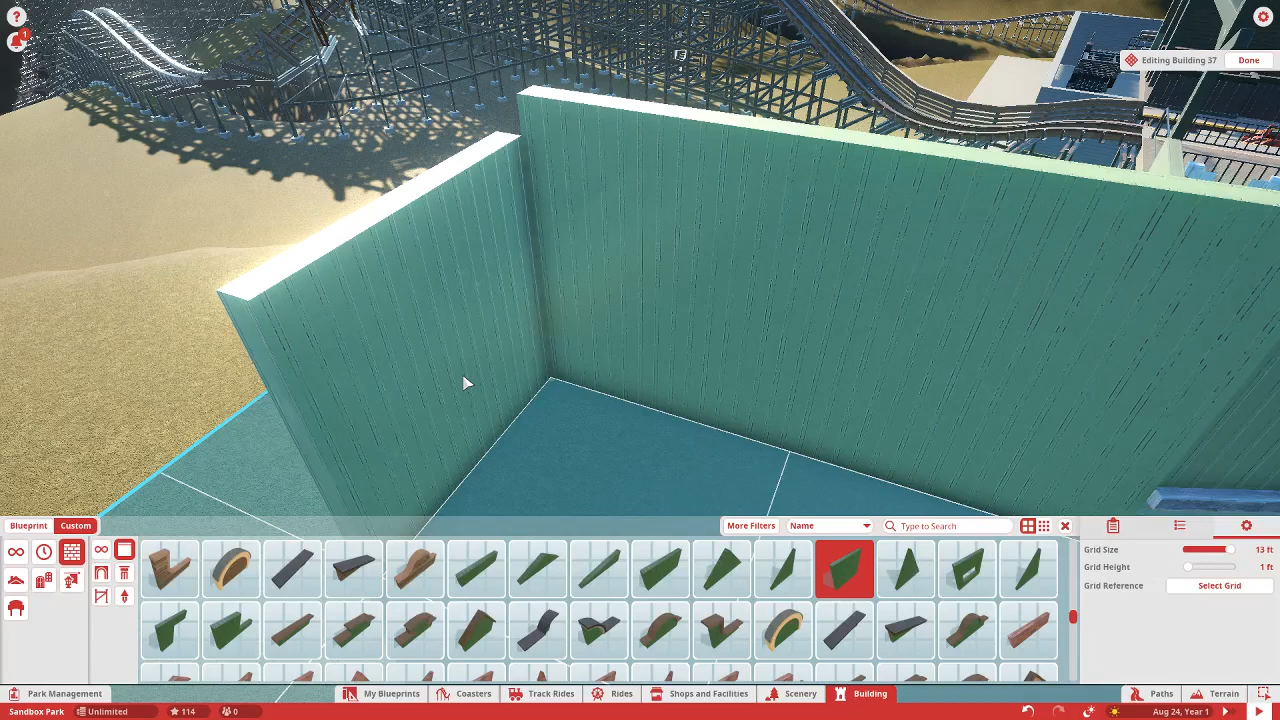 ?
1
Editing Building 37 Done
Blueprint Custom
More Filters Name Type to Search
Grid Size 13 ft
Grid Height 1 ft
Grid Reference Select Grid
Park Management My Blueprints Coasters Track Rides Rides Shops and Facilities Scenery Building Paths Terrain
Sandbox Park Unlimited 114 0 Aug 24, Year 1